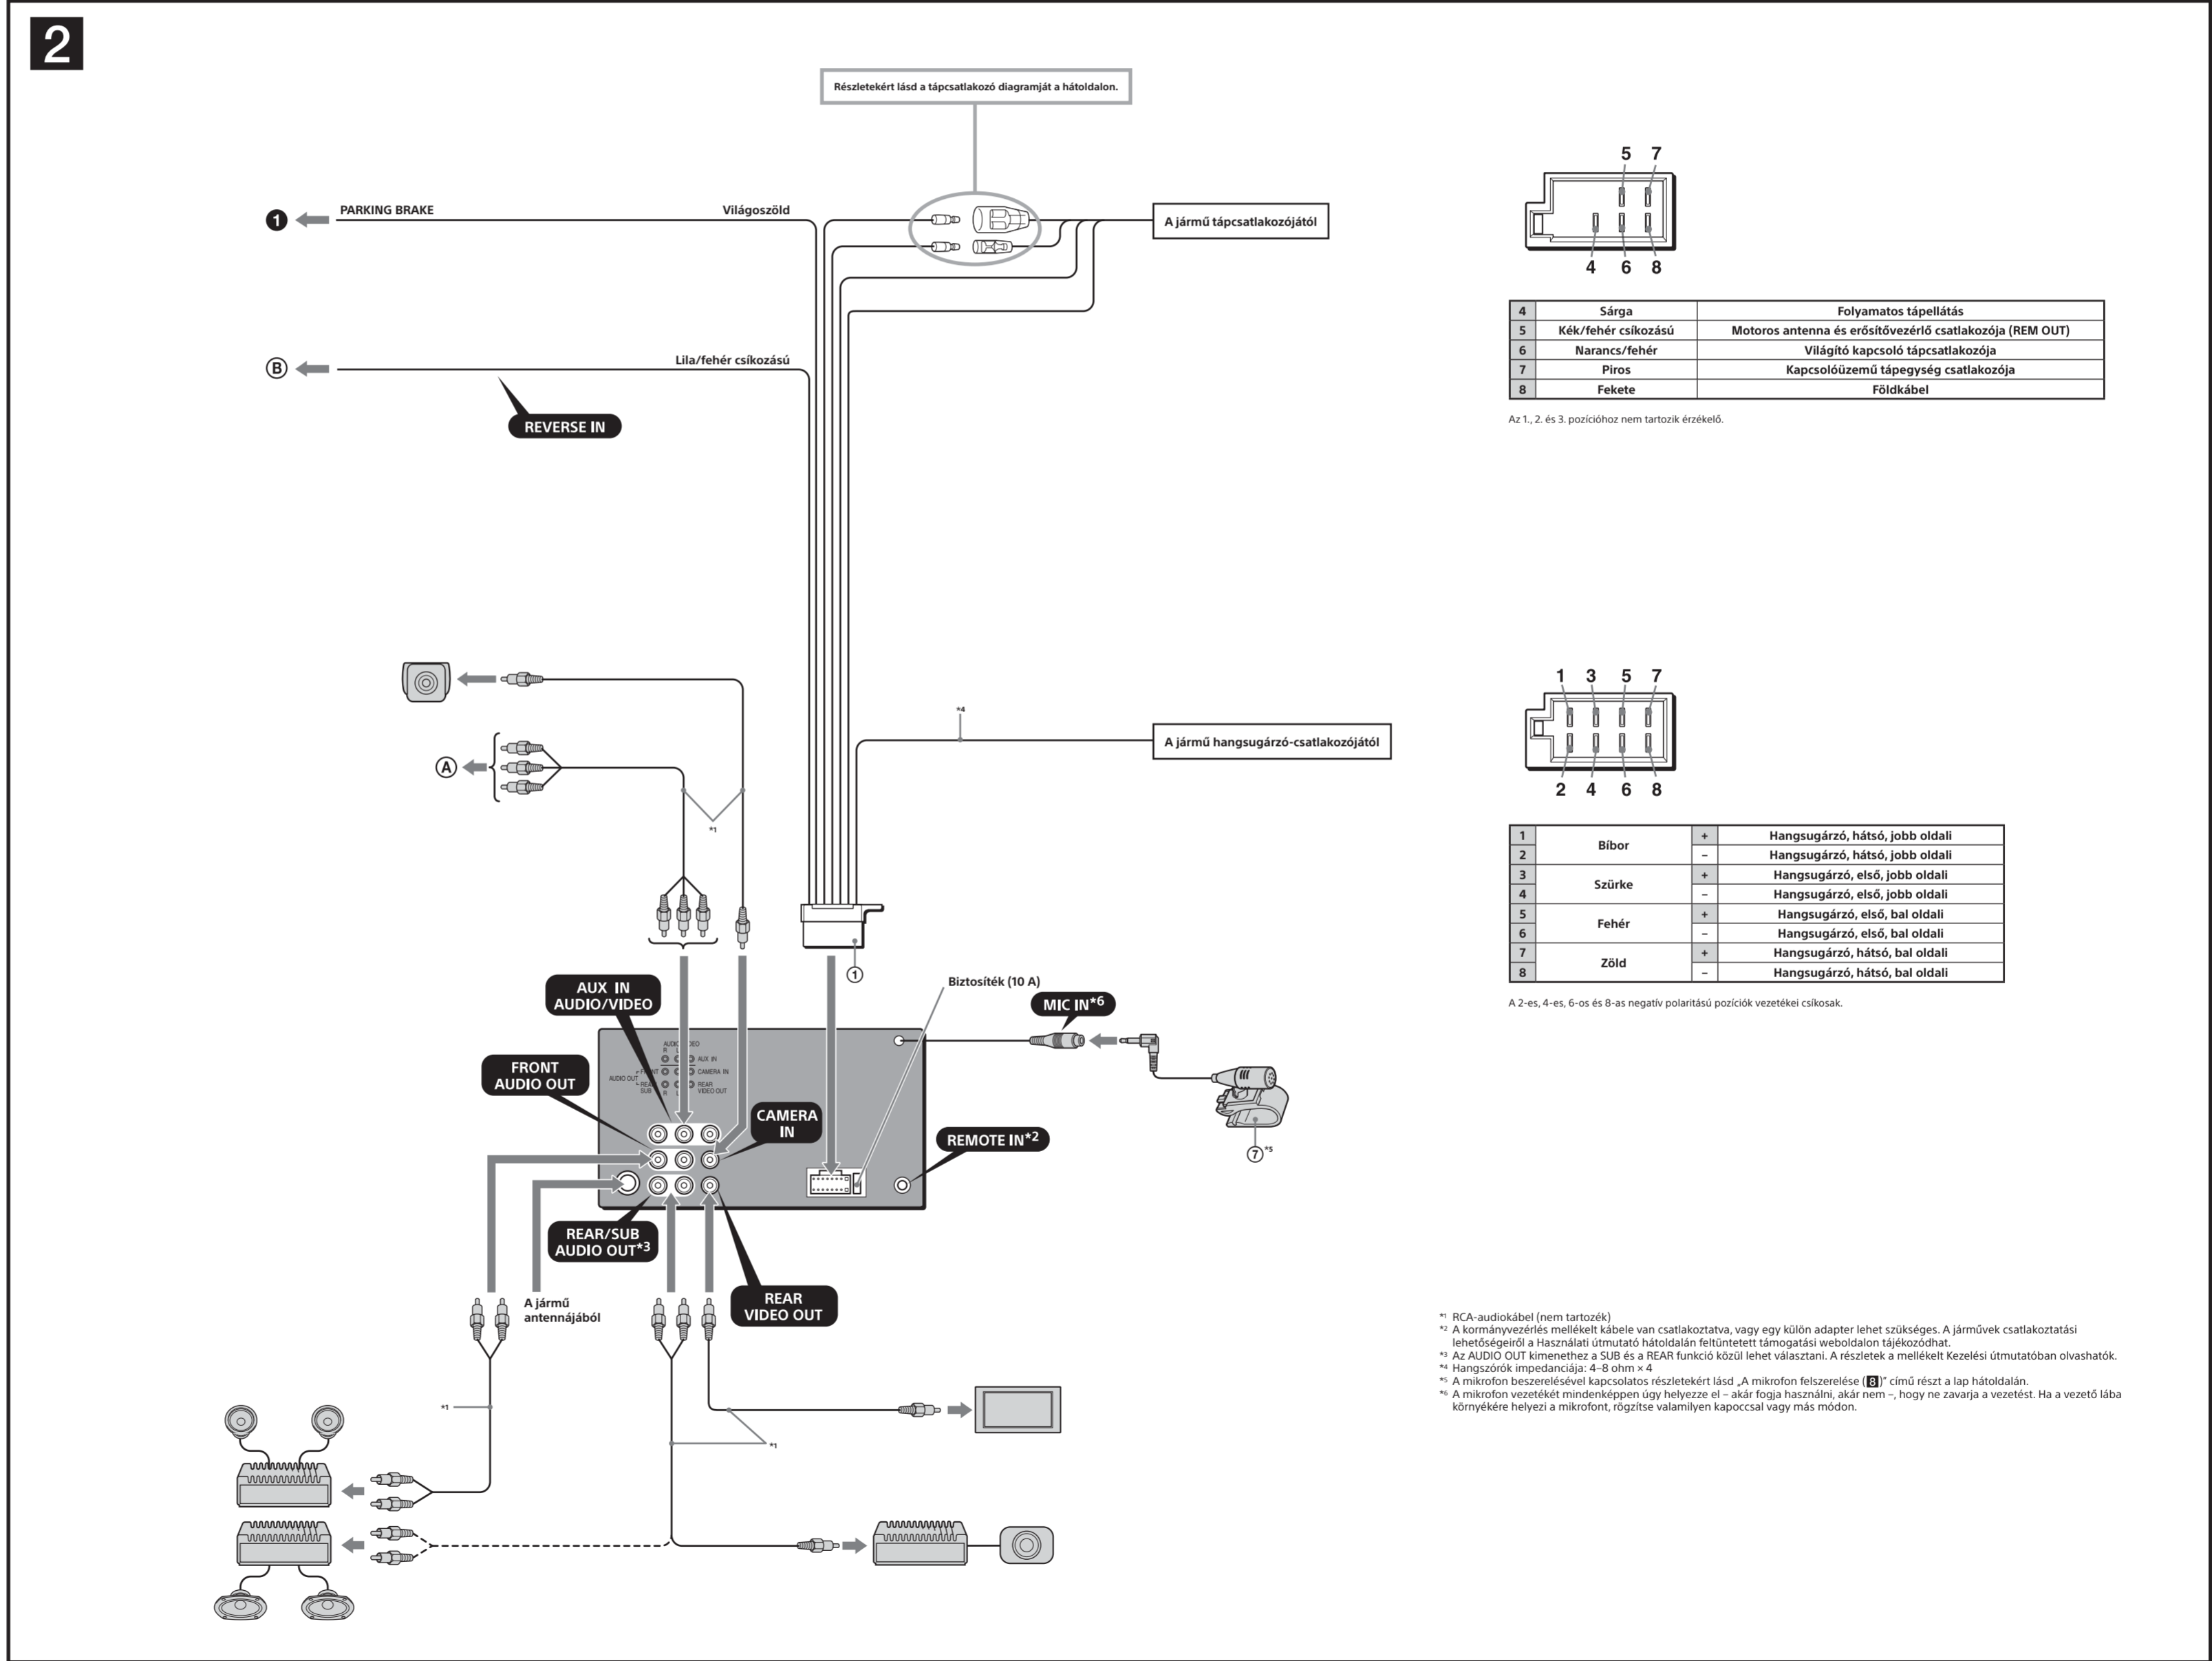 2
Részletekért lásd a tápcsatlakozó diagramját a hátoldalon.
1 PARKING BRAKE Világoszöld
A jármű tápcsatlakozójától
B Lila/fehér csíkozású
REVERSE IN
5 7
4 6 8
4 Sárga Folyamatos tápellátás
5 Kék/fehér csíkozású Motoros antenna és erősítővezérlő csatlakozója (REM OUT)
6 Narancs/fehér Világító kapcsoló tápcsatlakozója
7 Piros Kapcsolóüzemű tápegység csatlakozója
8 Fekete Földkábel
Az 1., 2. és 3. pozícióhoz nem tartozik érzékelő.
*4
A jármű hangsugárzó-csatlakozójától
A
*1
1 3 5 7
2 4 6 8
1 Bíbor + Hangsugárzó, hátsó, jobb oldali
2 – Hangsugárzó, hátsó, jobb oldali
3 Szürke + Hangsugárzó, első, jobb oldali
4 – Hangsugárzó, első, jobb oldali
5 Fehér + Hangsugárzó, első, bal oldali
6 – Hangsugárzó, első, bal oldali
7 Zöld + Hangsugárzó, hátsó, bal oldali
8 – Hangsugárzó, hátsó, bal oldali
A 2-es, 4-es, 6-os és 8-as negatív polaritású pozíciók vezetékei csíkosak.
1
Biztosíték (10 A)
AUX IN
AUDIO/VIDEO
MIC IN*6
R
AUX IN
FRONT
AUDIO OUT
CAMERA IN
AUDIO OUT
REAR
SUB R VIDEO OUT
CAMERA
IN
REMOTE IN*2
7 *5
REAR/SUB
AUDIO OUT*3
REAR
VIDEO OUT
A jármű
antennájából
*1
*1
*1 RCA-audiokábel (nem tartozék)
*2 A kormányvezérlés mellékelt kábele van csatlakoztatva, vagy egy külön adapter lehet szükséges. A járművek csatlakoztatási
lehetőségeiről a Használati útmutató hátoldalán feltüntetett támogatási weboldalon tájékozódhat.
*3 Az AUDIO OUT kimenethez a SUB és a REAR funkció közül lehet választani. A részletek a mellékelt Kezelési útmutatóban olvashatók.
*4 Hangszórók impedanciája: 4–8 ohm × 4
*5 A mikrofon beszerelésével kapcsolatos részletekért lásd „A mikrofon felszerelése (8)” című részt a lap hátoldalán.
*6 A mikrofon vezetékét mindenképpen úgy helyezze el – akár fogja használni, akár nem –, hogy ne zavarja a vezetést. Ha a vezető lába
környékére helyezi a mikrofont, rögzítse valamilyen kapoccsal vagy más módon.